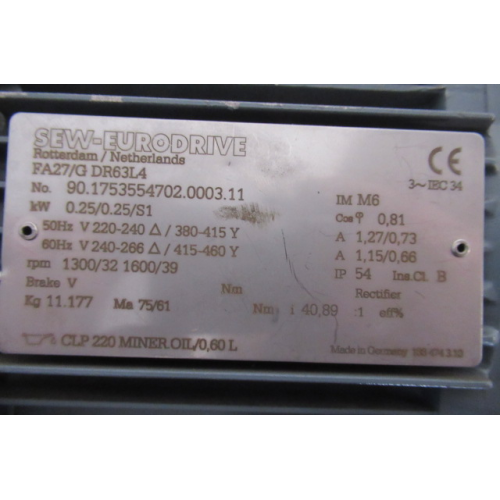 SEW-EURODRIVE
Rotterdam / Netherlands
FA27/G DR63L4
CE
3~ IEC 34
No. 90.1753554702.0003.11
kW 0.25/0.25/S1
IM M6
Cos φ 0,81
50Hz V 220-240 Δ / 380-415 Y
A 1,27/0,73
60Hz V 240-266 Δ / 415-460 Y
A 1,15/0,66
rpm 1300/32 1600/39
IP 54 Ins.Cl. B
Brake V Nm Rectifier
Kg 11.177 Ma 75/61 Nm i 40,89 :1 eff%
CLP 220 MINER.OIL/0,60 L
Made in Germany